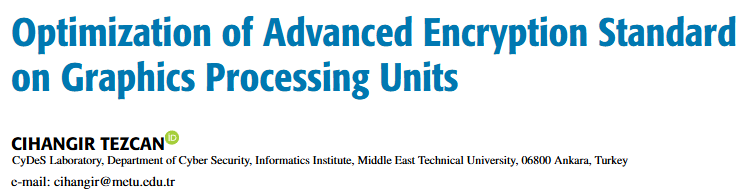 Optimization of Advanced Encryption Standard
on Graphics Processing Units
CIHANGIR TEZCAN iD
CyDeS Laboratory, Department of Cyber Security, Informatics Institute, Middle East Technical University, 06800 Ankara, Turkey
e-mail: cihangir@metu.edu.tr